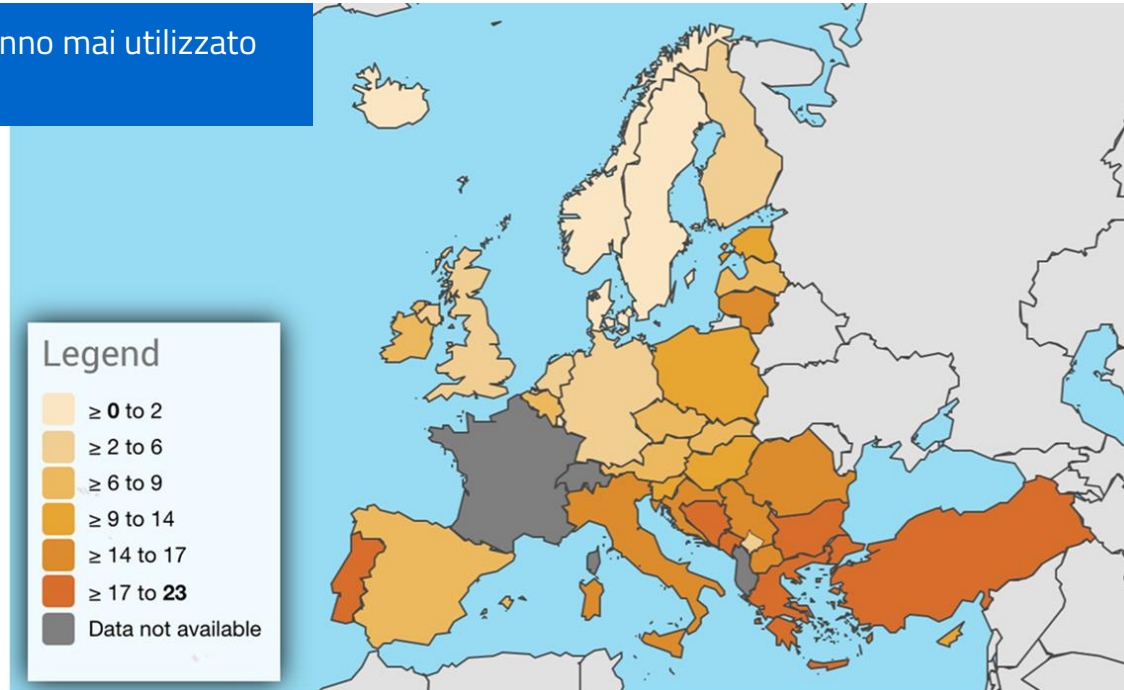 nno mai utilizzato
Legend
≥ 0 to 2
≥ 2 to 6
≥ 6 to 9
≥ 9 to 14
≥ 14 to 17
≥ 17 to 23
Data not available